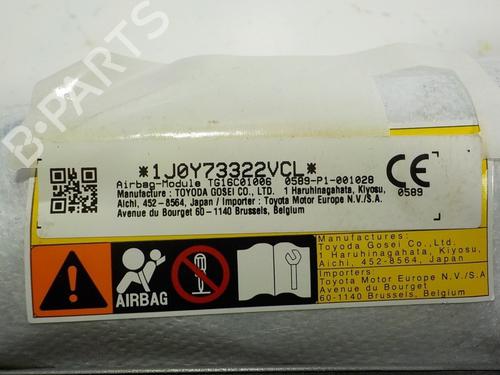 B-PARTS
*1J0Y73322VCL*
Airbag-Module TG16C01006 0589-P1-001028
Manufacture : TOYODA GOSEI CO., LTD. 1 Haruhinagahata, Kiyosu,
Aichi, 452-8564, Japan / Importer : Toyota Motor Europe N.V./S.A.
Avenue du Bourget 60 - 1140 Brussels, Belgium
CE
0589
AIRBAG
Manufactures:
Toyoda Gosei Co.,Ltd.
1 Haruhinagahata, Kiyosu
Aichi, 452-8564, Japan
Importers:
Toyota Motor Europe N.V./S.A
Avenue du Bourget
60-1140 Brussels, Belgium